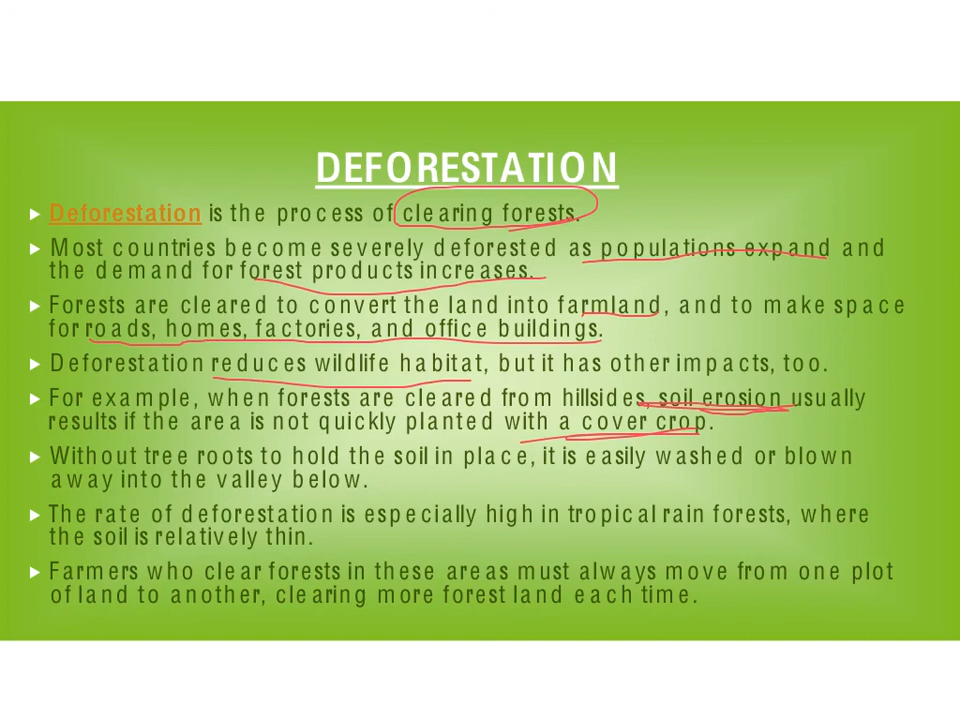 DEFORESTATION
Deforestation is the process of clearing forests.
Most countries become severely deforested as populations expand and
the demand for forest products increases.
Forests are cleared to convert the land into farmland, and to make space
for roads, homes, factories, and office buildings.
Deforestation reduces wildlife habitat, but it has other impacts, too.
For example, when forests are cleared from hillsides, soil erosion usually
results if the area is not quickly planted with a cover crop.
Without tree roots to hold the soil in place, it is easily washed or blown
away into the valley below.
The rate of deforestation is especially high in tropical rain forests, where
the soil is relatively thin.
Farmers who clear forests in these areas must always move from one plot
of land to another, clearing more forest land each time.